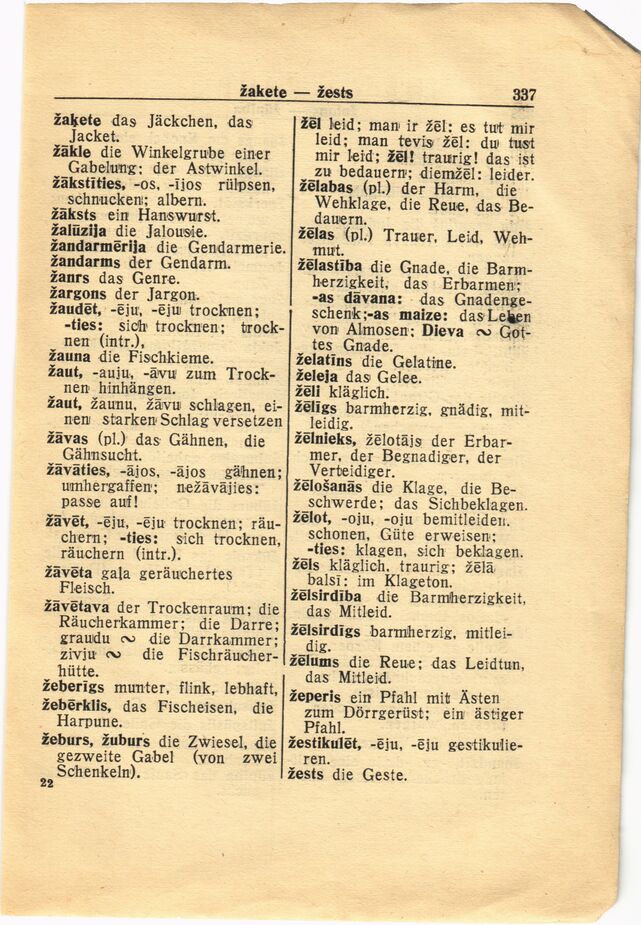 žakete — žests
337
žaķete das Jäckchen, das
Jacket.
žākle die Winkelgrube einer
Gabelung; der Astwinkel.
žākstīties, -os, -ījos rülpsen,
schnucken; albern.
žāksts ein Hanswurst.
žalūzija die Jalousie.
žandarmērija die Gendarmerie.
žandarms der Gendarm.
žanrs das Genre.
žargons der Jargon.
žaudēt, -ēju, -ēju trocknen;
-ties: sich trocknen; trock-
nen (intr.),
žauna die Fischkieme.
žaut, -auju, -āvu zum Trock-
nen hinhängen.
žaut, žaunu, žāvu schlagen, ei-
nen starken Schlag versetzen
žāvas (pl.) das Gähnen, die
Gähnsucht.
žāvāties, -ājos, -ājos gähnen;
umhergaffen; nežāvājies:
passe auf!
žāvēt, -ēju, -ēju trocknen; räu-
chern; -ties: sich trocknen,
räuchern (intr.).
žāvēta gaļa geräuchertes
Fleisch.
žāvētava der Trockenraum; die
Räucherkammer; die Darre;
graudu ∾ die Darrkammer;
zivju ∾ die Fischräucher-
hütte.
žeberīgs munter, flink, lebhaft,
žebērklis, das Fischeisen, die
Harpune.
žeburs, žuburs die Zwiesel, die
gezweite Gabel (von zwei
Schenkeln).
22
žēl leid; man ir žēl: es tut mir
leid; man tevis žēl: du tust
mir leid; žēl! traurig! das ist
zu bedauern; diemžēl: leider.
žēlabas (pl.) der Harm, die
Wehklage, die Reue, das Be-
dauern.
žēlas (pl.) Trauer, Leid, Weh-
mut.
žēlastība die Gnade, die Barm-
herzigkeit, das Erbarmen;
-as dāvana: das Gnadenge-
schenk;-as maize: das Leben
von Almosen; Dieva ∾ Got-
tes Gnade.
želatīns die Gelatine.
želeja das Gelee.
žēli kläglich.
žēlīgs barmherzig, gnädig, mit-
leidig.
žēlnieks, žēlotājs der Erbar-
mer, der Begnadiger, der
Verteidiger.
žēlošanās die Klage, die Be-
schwerde; das Sichbeklagen.
žēlot, -oju, -oju bemitleiden.
schonen, Güte erweisen;
-ties: klagen, sich beklagen.
žēls kläglich, traurig; žēlā
balsī: im Klageton.
žēlsirdība die Barmherzigkeit,
das Mitleid.
žēlsirdīgs barmherzig, mitlei-
dig.
žēlums die Reue; das Leidtun,
das Mitleid.
žeperis ein Pfahl mit Ästen
zum Dörrgerüst; ein ästiger
Pfahl.
žestikulēt, -ēju, -ēju gestikulie-
ren.
žests die Geste.